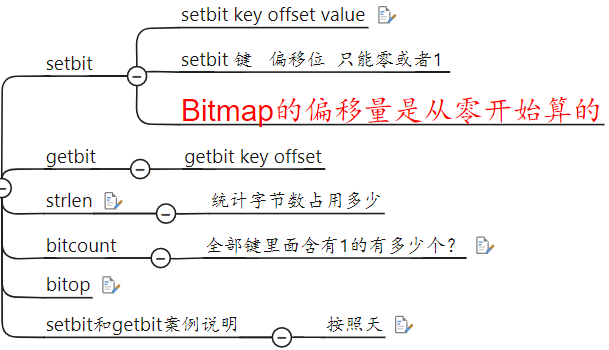 setbit
setbit key offset value
setbit 键 偏移位 只能零或者1
Bitmap的偏移量是从零开始算的
getbit
getbit key offset
strlen
统计字节数占用多少
bitcount
全部键里面含有1的有多少个?
bitop
setbit和getbit案例说明
按照天